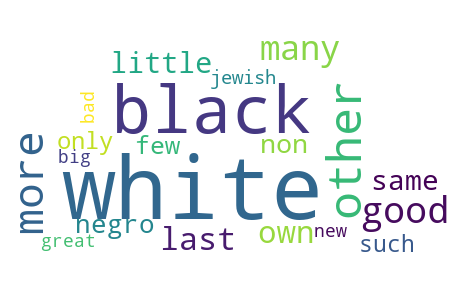 many
little
jewish
black
bad
other
only
few
non
big
more
white
same
good
negro
last
own
new
great
such